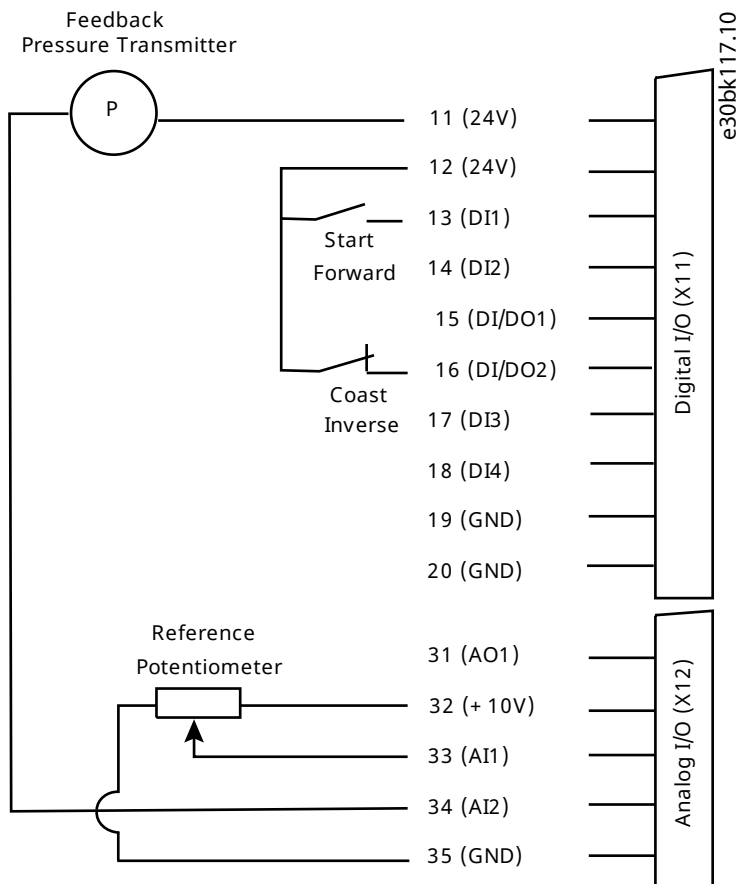 Feedback
Pressure Transmitter
P
e30bk117.10
11 (24V)
12 (24V)
13 (DI1)
Start
Forward
14 (DI2)
15 (DI/DO1)
16 (DI/DO2)
Coast
Inverse
17 (DI3)
18 (DI4)
19 (GND)
20 (GND)
Digital I/O (X11)
Reference
Potentiometer
31 (AO1)
32 (+ 10V)
33 (AI1)
34 (AI2)
35 (GND)
Analog I/O (X12)